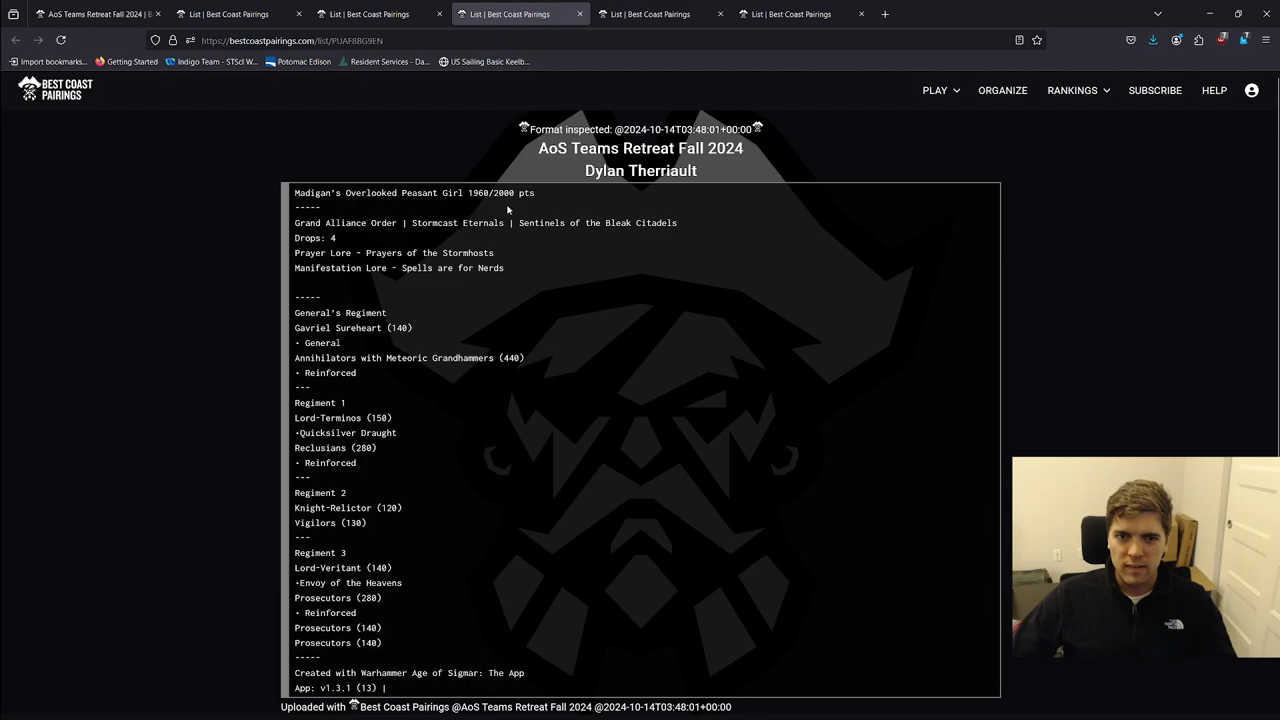 AoS Teams Retreat Fall 2024 | B
List | Best Coast Pairings
List | Best Coast Pairings
List | Best Coast Pairings
List | Best Coast Pairings
List | Best Coast Pairings
https://bestcoastpairings.com/list/PUAF8BG9EN
Import bookmarks...
Getting Started
Indigo Team - STScI W...
Potomac Edison
Resident Services - Da...
US Sailing Basic Keelb...
BEST COAST
PAIRINGS
PLAY
ORGANIZE
RANKINGS
SUBSCRIBE
HELP
Format inspected: @2024-10-14T03:48:01+00:00
AoS Teams Retreat Fall 2024
Dylan Therriault
Madigan's Overlooked Peasant Girl 1960/2000 pts
-----
Grand Alliance Order | Stormcast Eternals | Sentinels of the Bleak Citadels
Drops: 4
Prayer Lore - Prayers of the Stormhosts
Manifestation Lore - Spells are for Nerds
-----
General's Regiment
Gavriel Sureheart (140)
• General
Annihilators with Meteoric Grandhammers (440)
• Reinforced
---
Regiment 1
Lord-Terminos (150)
•Quicksilver Draught
Reclusians (280)
• Reinforced
---
Regiment 2
Knight-Relictor (120)
Vigilors (130)
---
Regiment 3
Lord-Veritant (140)
•Envoy of the Heavens
Prosecutors (280)
• Reinforced
Prosecutors (140)
Prosecutors (140)
-----
Created with Warhammer Age of Sigmar: The App
App: v1.3.1 (13) |
Uploaded with Best Coast Pairings @AoS Teams Retreat Fall 2024 @2024-10-14T03:48:01+00:00